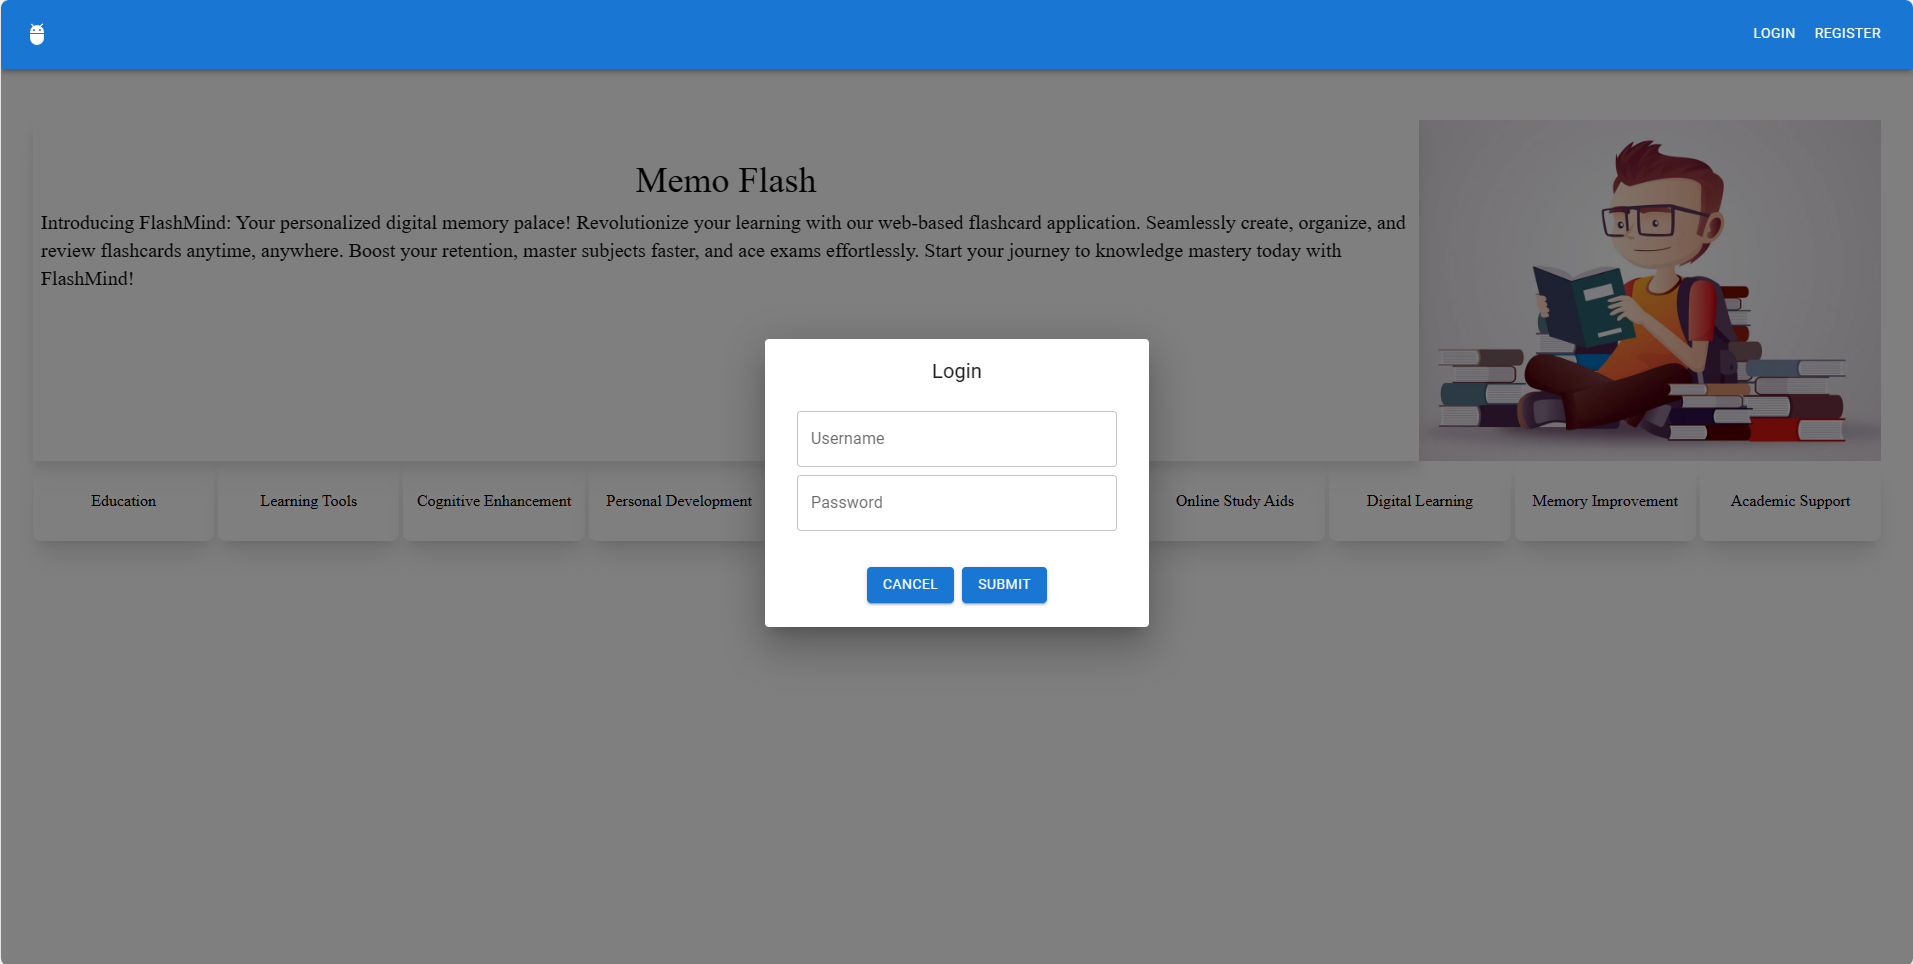 LOGIN REGISTER
Memo Flash
Introducing FlashMind: Your personalized digital memory palace! Revolutionize your learning with our web-based flashcard application. Seamlessly create, organize, and
review flashcards anytime, anywhere. Boost your retention, master subjects faster, and ace exams effortlessly. Start your journey to knowledge mastery today with
FlashMind!
Login
Username
Password
CANCEL SUBMIT
Education Learning Tools Cognitive Enhancement Personal Development Online Study Aids Digital Learning Memory Improvement Academic Support